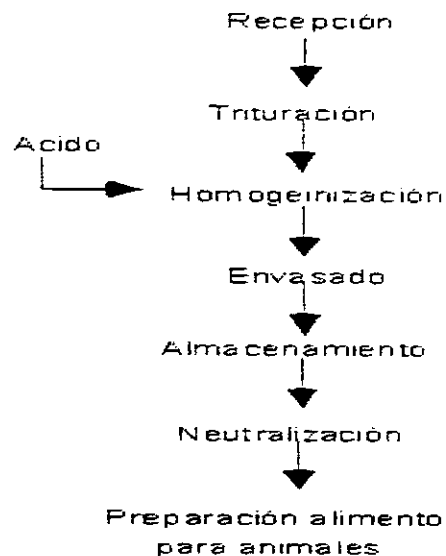 Recepción
Trituración
Acido
Homogeinización
Envasado
Almacenamiento
Neutralización
Preparación alimento
para animales